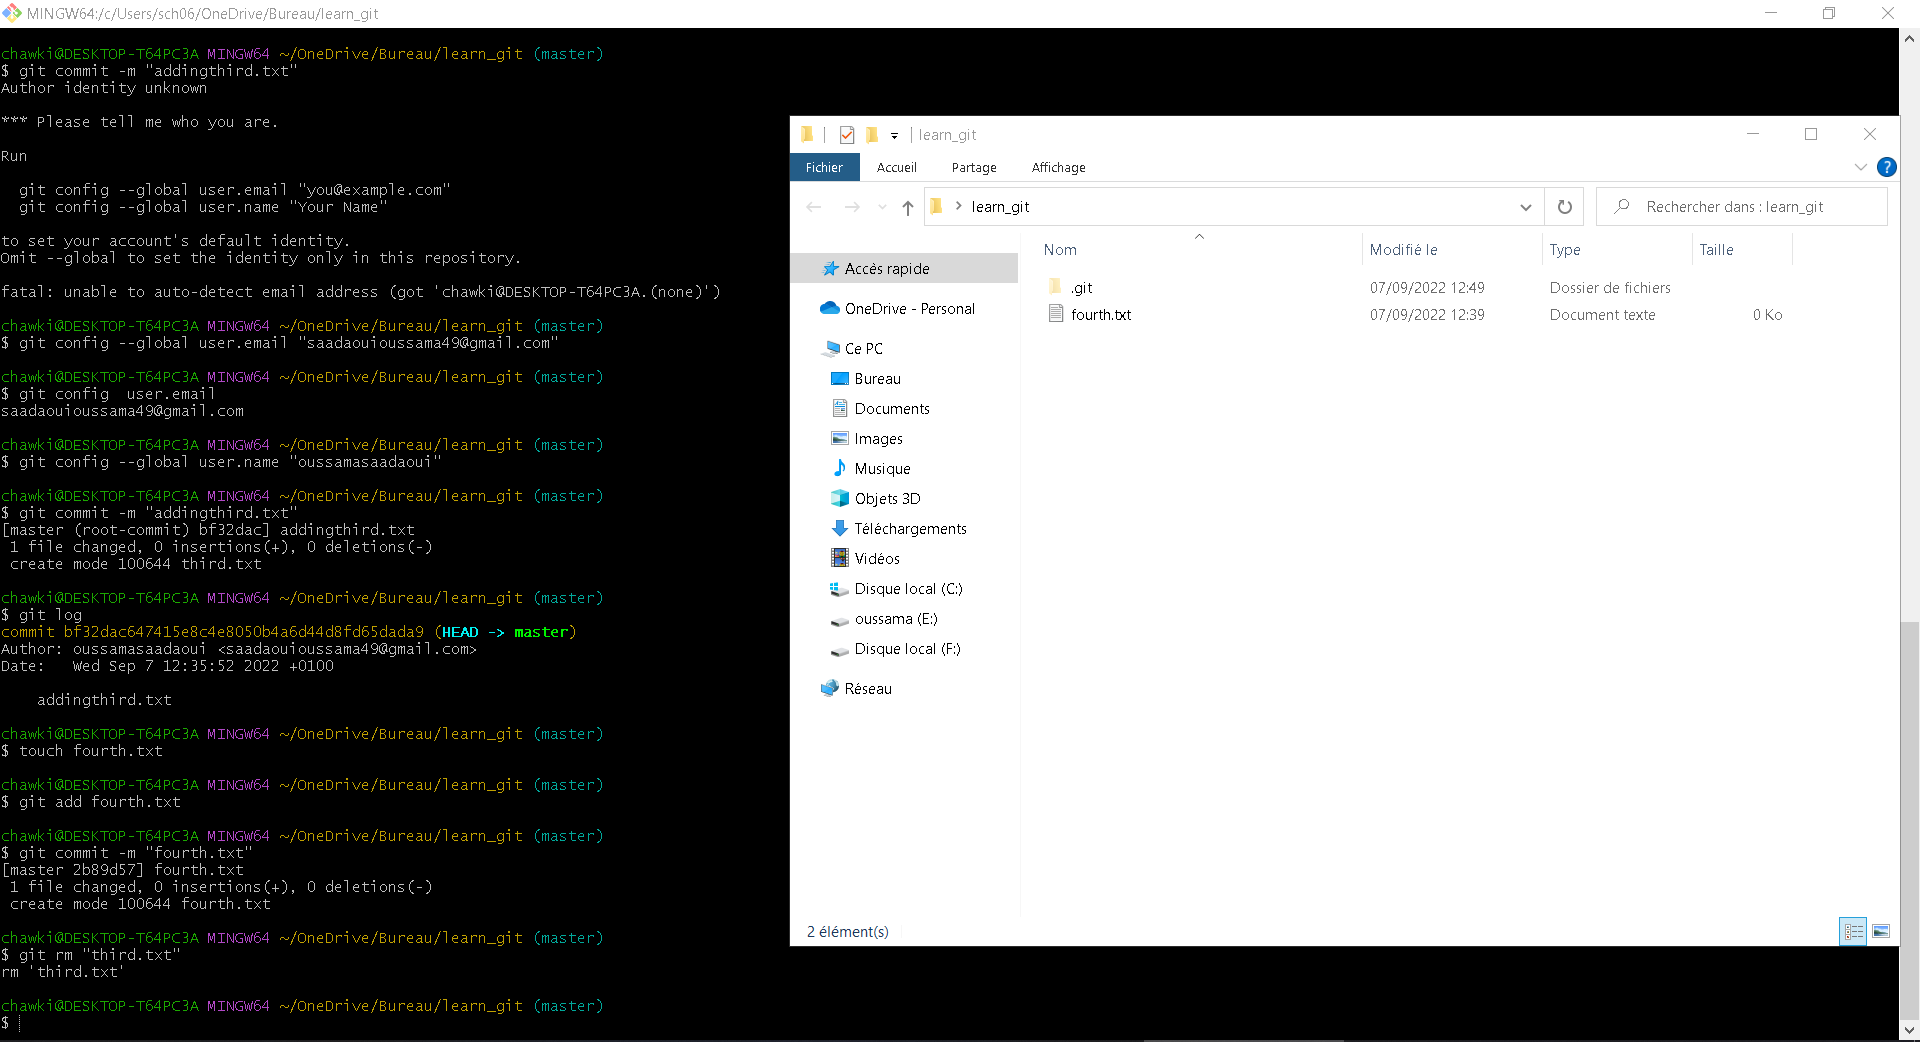 MINGW64:/c/Users/sch06/OneDrive/Bureau/learn_git
chawki@DESKTOP-T64PC3A MINGW64 ~/OneDrive/Bureau/learn_git (master)
$ git commit -m "addingthird.txt"
Author identity unknown
*** Please tell me who you are.
Run
git config --global user.email "you@example.com"
git config --global user.name "Your Name"
to set your account's default identity.
Omit --global to set the identity only in this repository.
fatal: unable to auto-detect email address (got 'chawki@DESKTOP-T64PC3A.(none)')
chawki@DESKTOP-T64PC3A MINGW64 ~/OneDrive/Bureau/learn_git (master)
$ git config --global user.email "saadaouioussama49@gmail.com"
chawki@DESKTOP-T64PC3A MINGW64 ~/OneDrive/Bureau/learn_git (master)
$ git config  user.email
saadaouioussama49@gmail.com
chawki@DESKTOP-T64PC3A MINGW64 ~/OneDrive/Bureau/learn_git (master)
$ git config --global user.name "oussamasaadaoui"
chawki@DESKTOP-T64PC3A MINGW64 ~/OneDrive/Bureau/learn_git (master)
$ git commit -m "addingthird.txt"
[master (root-commit) bf32dac] addingthird.txt
1 file changed, 0 insertions(+), 0 deletions(-)
create mode 100644 third.txt
chawki@DESKTOP-T64PC3A MINGW64 ~/OneDrive/Bureau/learn_git (master)
$ git log
commit bf32dac647415e8c4e8050b4a6d44d8fd65dada9 (HEAD -> master)
Author: oussamasaadaoui <saadaouioussama49@gmail.com>
Date:   Wed Sep 7 12:35:52 2022 +0100
addingthird.txt
chawki@DESKTOP-T64PC3A MINGW64 ~/OneDrive/Bureau/learn_git (master)
$ touch fourth.txt
chawki@DESKTOP-T64PC3A MINGW64 ~/OneDrive/Bureau/learn_git (master)
$ git add fourth.txt
chawki@DESKTOP-T64PC3A MINGW64 ~/OneDrive/Bureau/learn_git (master)
$ git commit -m "fourth.txt"
[master 2b89d57] fourth.txt
1 file changed, 0 insertions(+), 0 deletions(-)
create mode 100644 fourth.txt
chawki@DESKTOP-T64PC3A MINGW64 ~/OneDrive/Bureau/learn_git (master)
$ git rm "third.txt"
rm 'third.txt'
chawki@DESKTOP-T64PC3A MINGW64 ~/OneDrive/Bureau/learn_git (master)
$
learn_git
Fichier Accueil Partage Affichage ?
learn_git
Rechercher dans : learn_git
Nom Modifié le Type Taille
.git 07/09/2022 12:49 Dossier de fichiers
fourth.txt 07/09/2022 12:39 Document texte 0 Ko
Accès rapide
OneDrive - Personal
Ce PC
Bureau
Documents
Images
Musique
Objets 3D
Téléchargements
Vidéos
Disque local (C:)
oussama (E:)
Disque local (F:)
Réseau
2 élément(s)